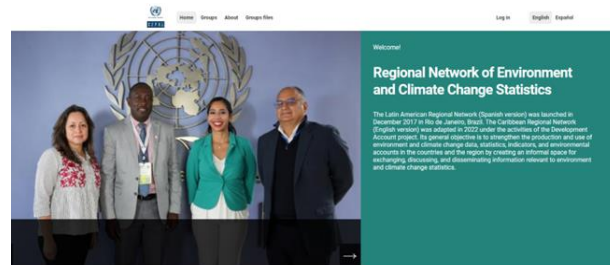 CEPAL
Home Groups About Groups files
Log in English Español
Welcome!
Regional Network of Environment
and Climate Change Statistics
The Latin American Regional Network (Spanish version) was launched in
December 2017 in Rio de Janeiro, Brazil. The Caribbean Regional Network
(English version) was adapted in 2022 under the activities of the Development
Account project. Its general objective is to strengthen the production and use of
environment and climate change data, statistics, indicators, and environmental
accounts in the countries and the region by creating an informal space for
exchanging, discussing, and disseminating information relevant to environment
and climate change statistics.